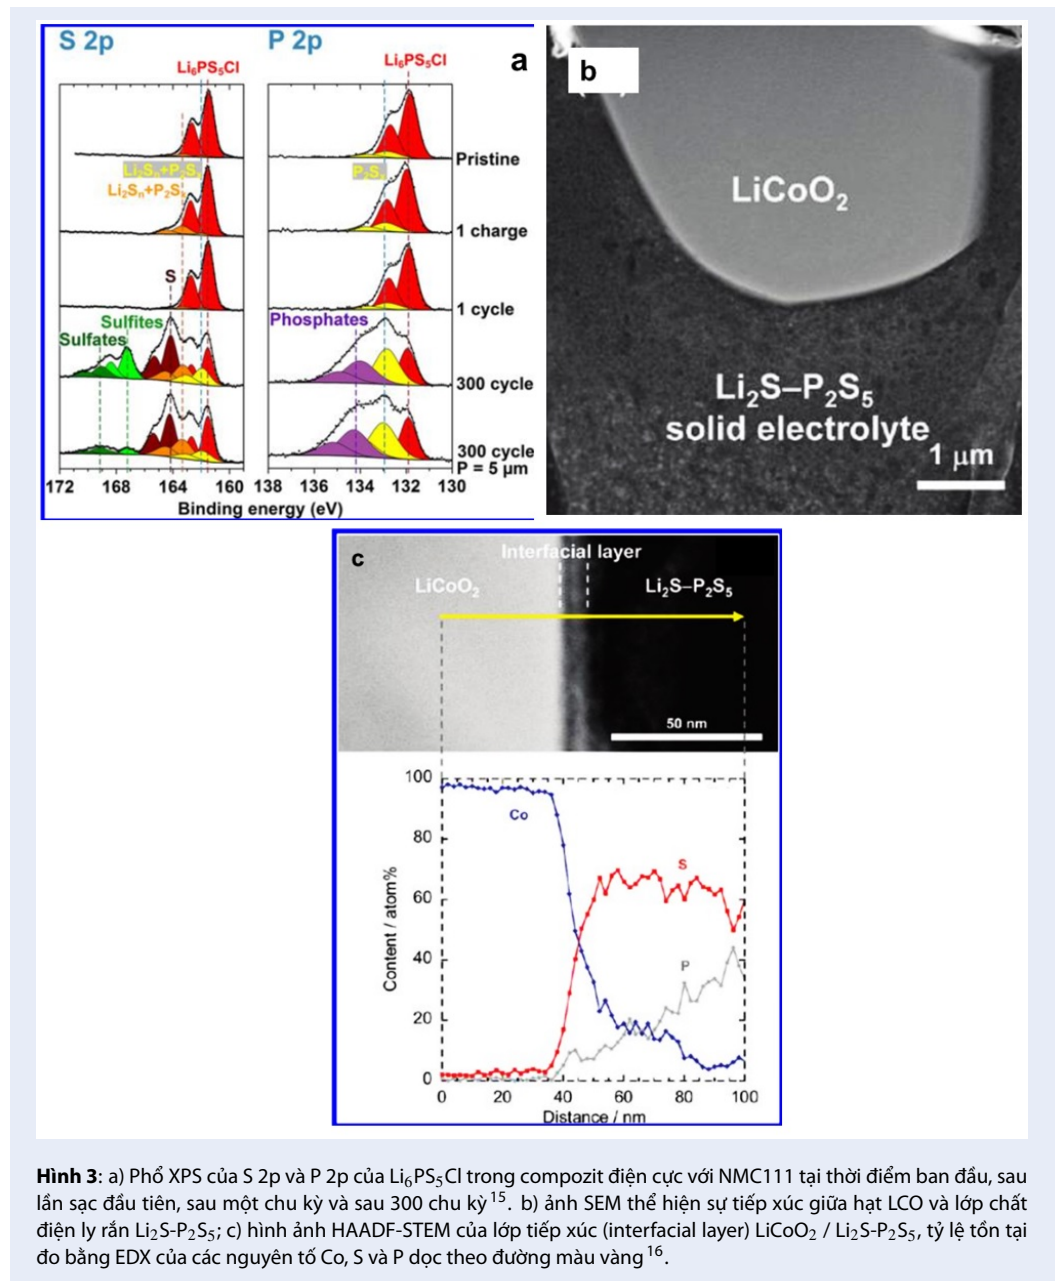 S 2p
P 2p
a
Li₆PS₅Cl
Li₆PS₅Cl
Pristine
Li₂Sₙ+P₂Sₓ
P₂Sₓ
Li₂Sₙ+P₂Sₓ
1 charge
S
1 cycle
Sulfites
Phosphates
Sulfates
300 cycle
300 cycle
P = 5 μm
172 168 164 160 138 136 134 132 130
Binding energy (eV)
b
LiCoO₂
Li₂S–P₂S₅
solid electrolyte
1 μm
c
Interfacial layer
LiCoO₂
Li₂S–P₂S₅
50 nm
100
80
60
40
20
0
Content / atom%
Co
S
P
0 20 40 60 80 100
Distance / nm
Hình 3: a) Phổ XPS của S 2p và P 2p của Li₆PS₅Cl trong compozit điện cực với NMC111 tại thời điểm ban đầu, sau
lần sạc đầu tiên, sau một chu kỳ và sau 300 chu kỳ ¹⁵. b) ảnh SEM thể hiện sự tiếp xúc giữa hạt LCO và lớp chất
điện ly rắn Li₂S-P₂S₅; c) hình ảnh HAADF-STEM của lớp tiếp xúc (interfacial layer) LiCoO₂ / Li₂S-P₂S₅, tỷ lệ tồn tại
đo bằng EDX của các nguyên tố Co, S và P dọc theo đường màu vàng ¹⁶.